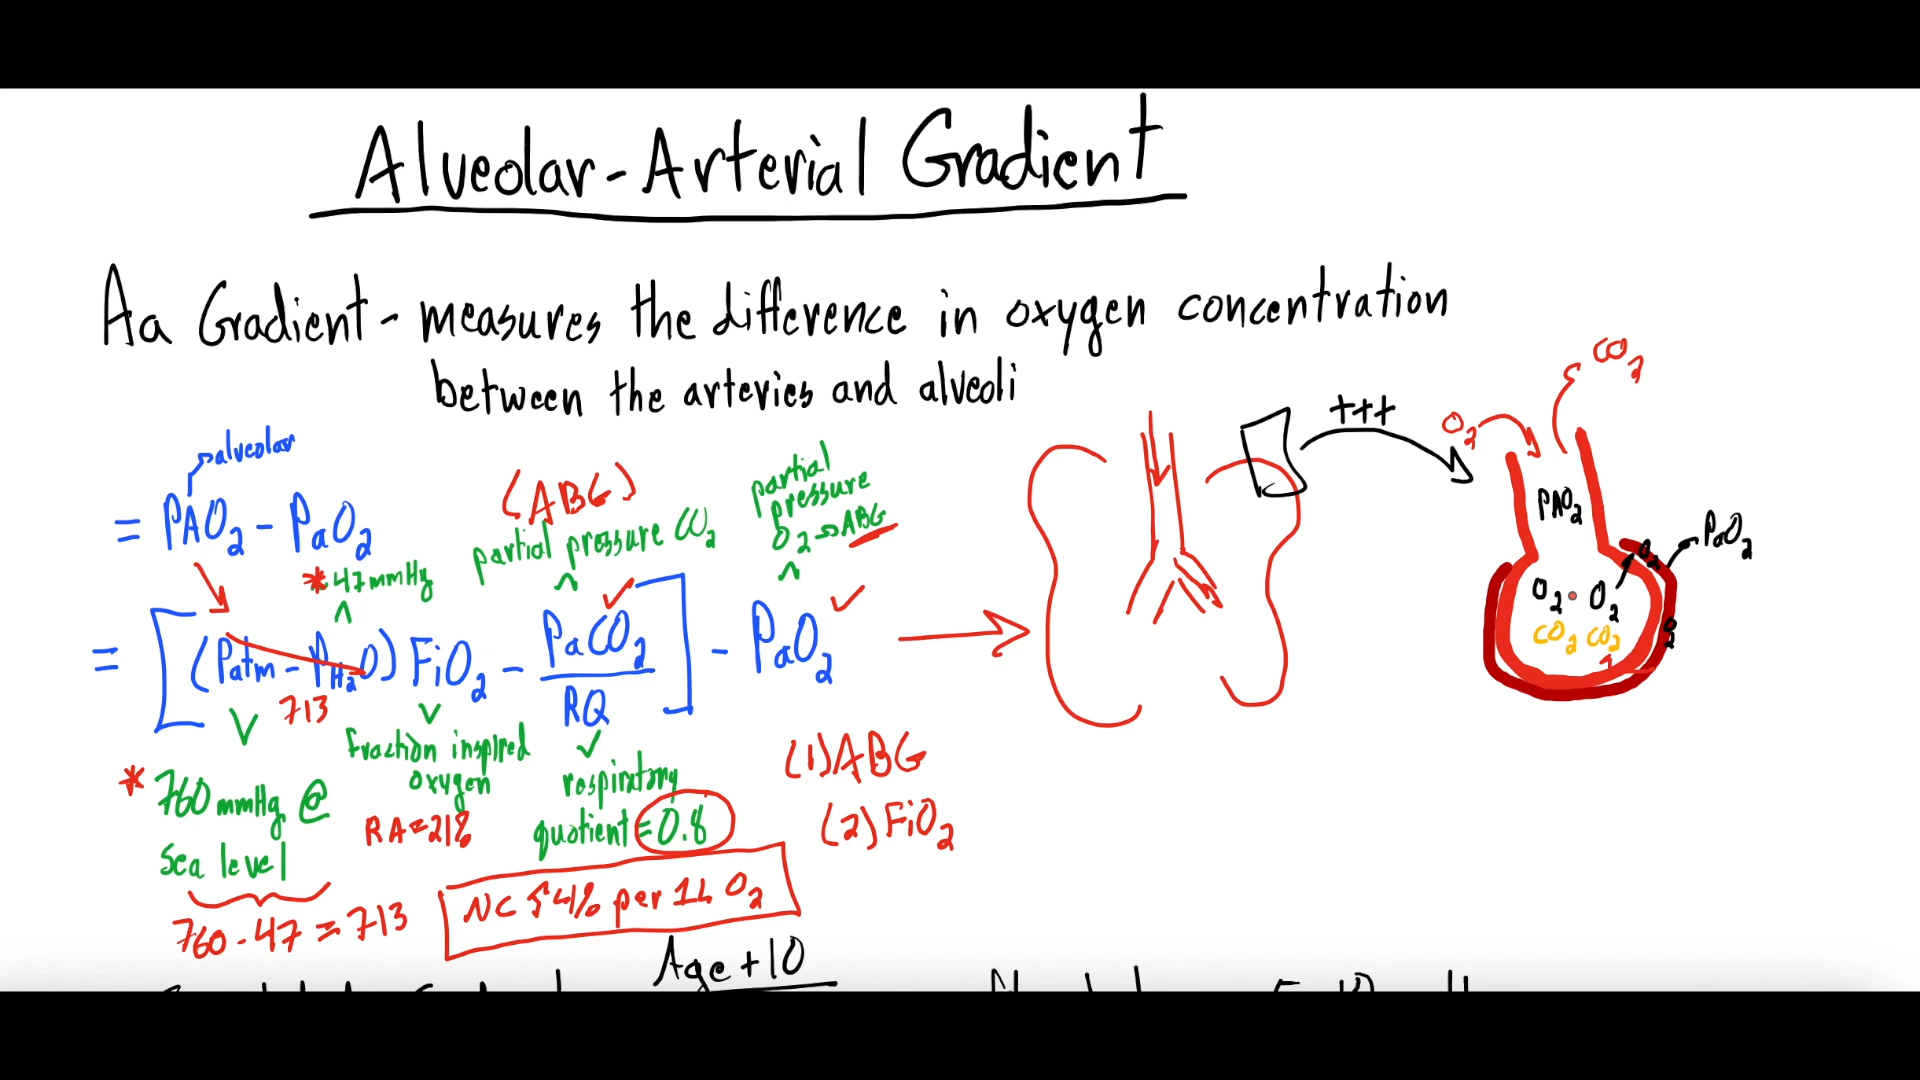 Alveolar-Arterial Gradient
Aa Gradient - measures the difference in oxygen concentration
between the arteries and alveoli
alveolar
= PAO2 - PaO2
(ABG)
partial pressure CO2
partial
pressure
O2 → ABG
* 47mmHg
= [(Patm - PH2O) FiO2 - PaCO2/RQ] - PaO2
713
fraction inspired
oxygen
RA=21%
respiratory
quotient = 0.8
* 760 mmHg @
Sea level
760 - 47 = 713
NC 4% per 1L O2
(1) ABG
(2) FiO2
+++
O2
CO2
PAO2
PaO2
O2
O2 O2
CO2 CO2
O2
Age + 10